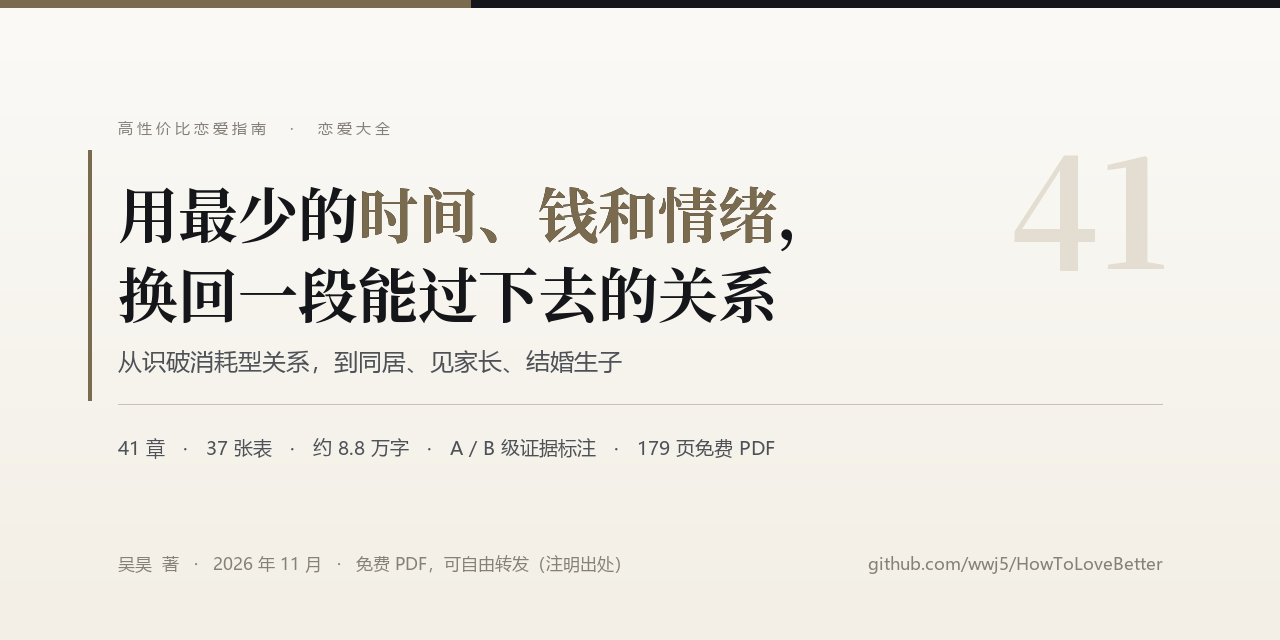 高性价比恋爱指南 · 恋爱大全
41
用最少的时间、钱和情绪，
换回一段能过下去的关系
从识破消耗型关系，到同居、见家长、结婚生子
41 章 · 37 张表 · 约 8.8 万字 · A / B 级证据标注 · 179 页免费 PDF
吴昊 著 · 2026 年 11 月 · 免费 PDF，可自由转发（注明出处）
github.com/wwj5/HowToLoveBetter